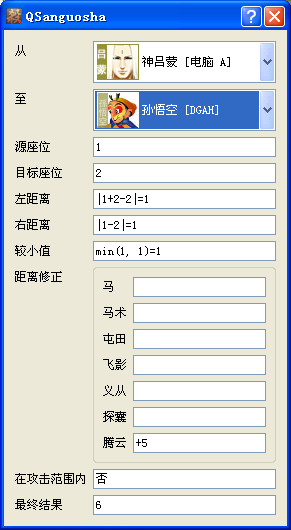 QSanguosha
从
吕蒙
神吕蒙 [电脑 A]
至
孙悟空 [DGAH]
源座位 1
目标座位 2
左距离 |1+2-2|=1
右距离 |1-2|=1
较小值 min(1, 1)=1
距离修正
马
马术
屯田
飞影
义从
探囊
腾云 +5
在攻击范围内 否
最终结果 6